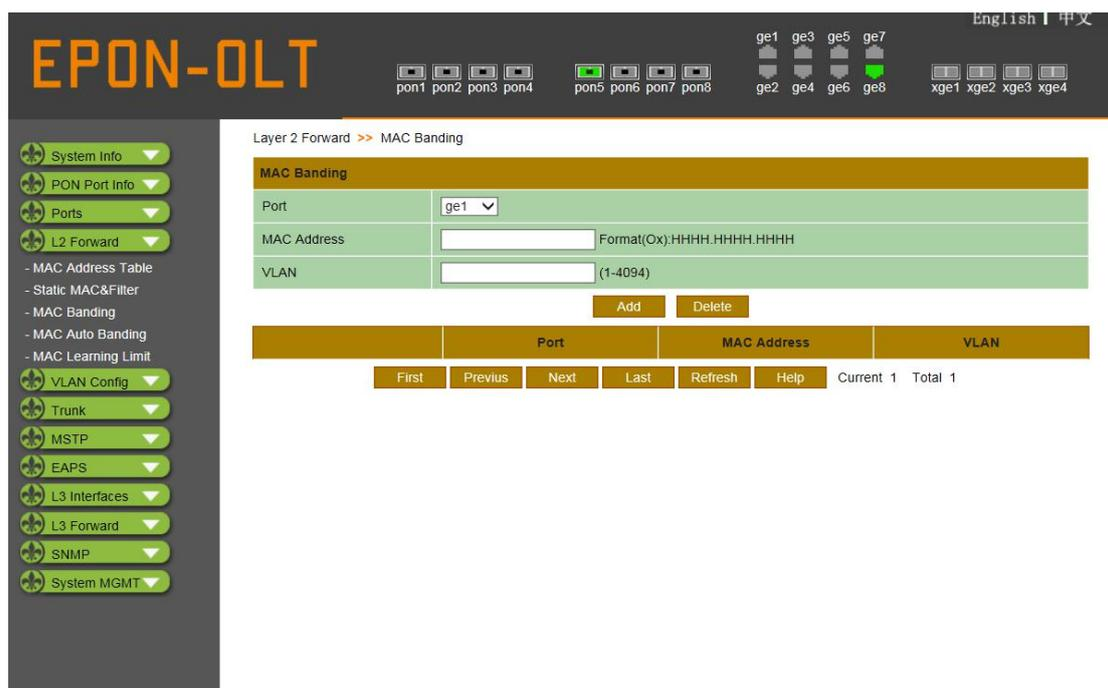 English | 中文
EPON-OLT
ge1 ge3 ge5 ge7
pon1 pon2 pon3 pon4 pon5 pon6 pon7 pon8 ge2 ge4 ge6 ge8 xge1 xge2 xge3 xge4
System Info
PON Port Info
Ports
L2 Forward
- MAC Address Table
- Static MAC&Filter
- MAC Banding
- MAC Auto Banding
- MAC Learning Limit
VLAN Config
Trunk
MSTP
EAPS
L3 Interfaces
L3 Forward
SNMP
System MGMT
Layer 2 Forward >> MAC Banding
MAC Banding
Port ge1
MAC Address Format(Ox):HHHH.HHHH.HHHH
VLAN (1-4094)
Add Delete
Port MAC Address VLAN
First Previus Next Last Refresh Help Current 1 Total 1